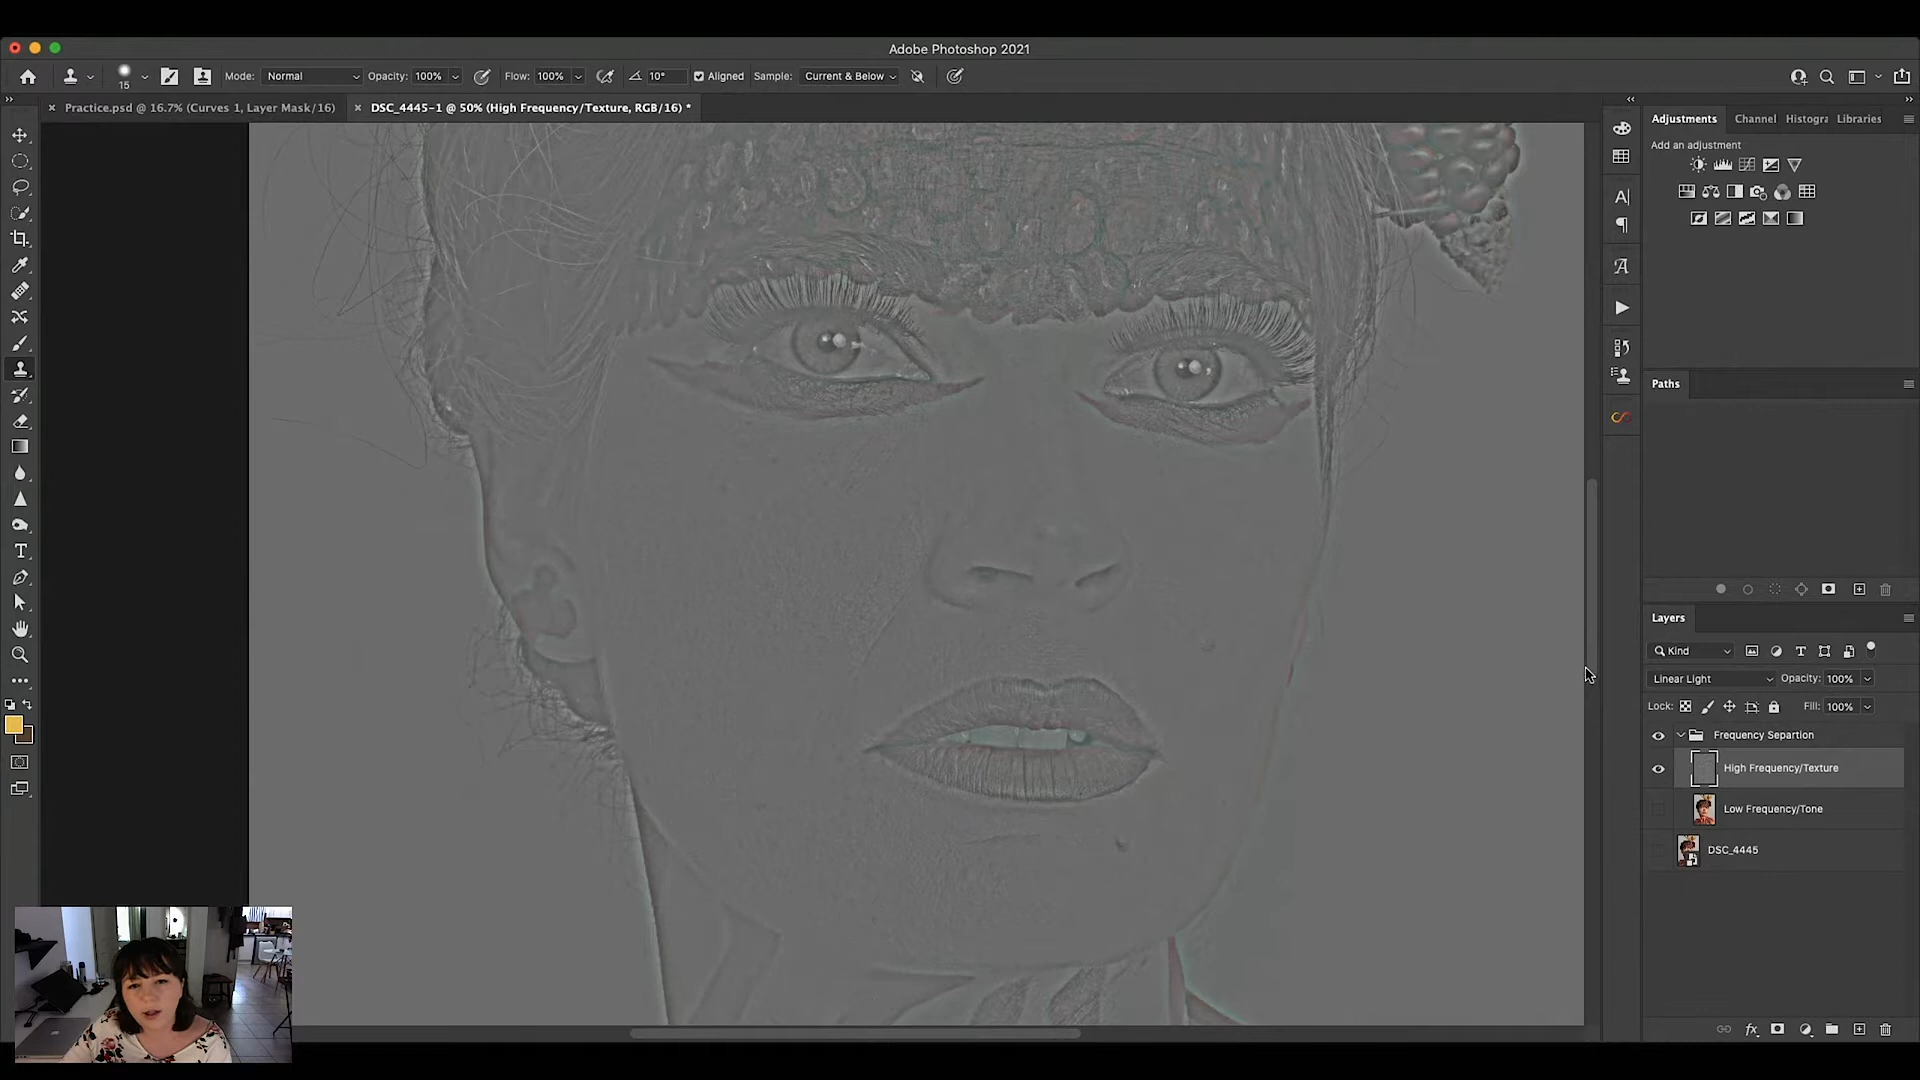 Adobe Photoshop 2021
15
Mode: Normal
Opacity: 100%
Flow: 100%
10°
Aligned
Sample: Current & Below
Practice.psd @ 16.7% (Curves 1, Layer Mask/16)
DSC_4445-1 @ 50% (High Frequency/Texture, RGB/16) *
Adjustments
Channel
Histogra
Libraries
Add an adjustment
Paths
Layers
Kind
Linear Light
Opacity: 100%
Lock:
Fill: 100%
Frequency Separtion
High Frequency/Texture
Low Frequency/Tone
DSC_4445